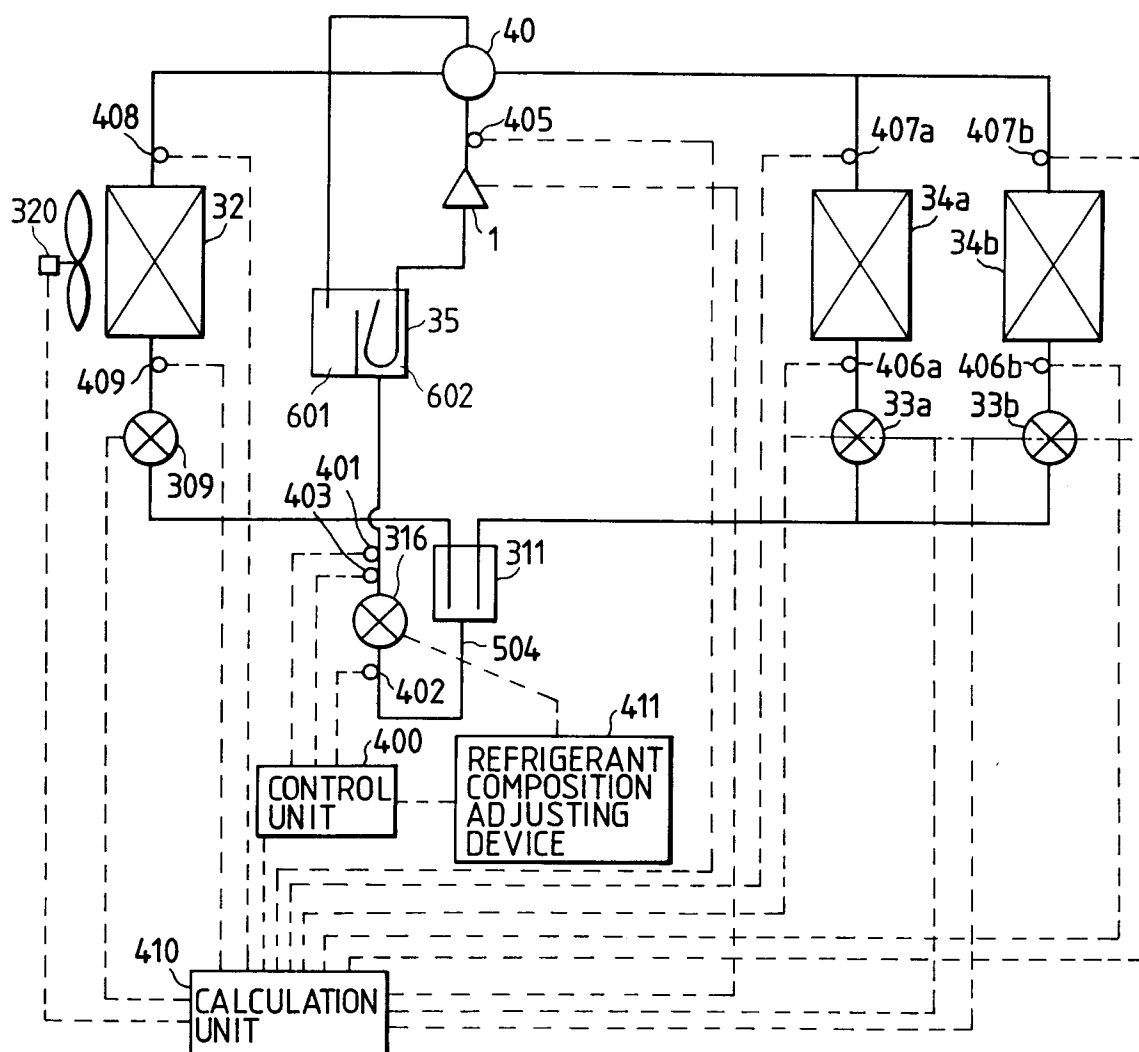 40
408
405
407a
407b
320
32
1
34a
34b
35
409
601
602
406a
406b
33a
33b
309
401
403
316
311
504
402
411
400
REFRIGERANT
COMPOSITION
ADJUSTING
DEVICE
CONTROL
UNIT
410
CALCULATION
UNIT